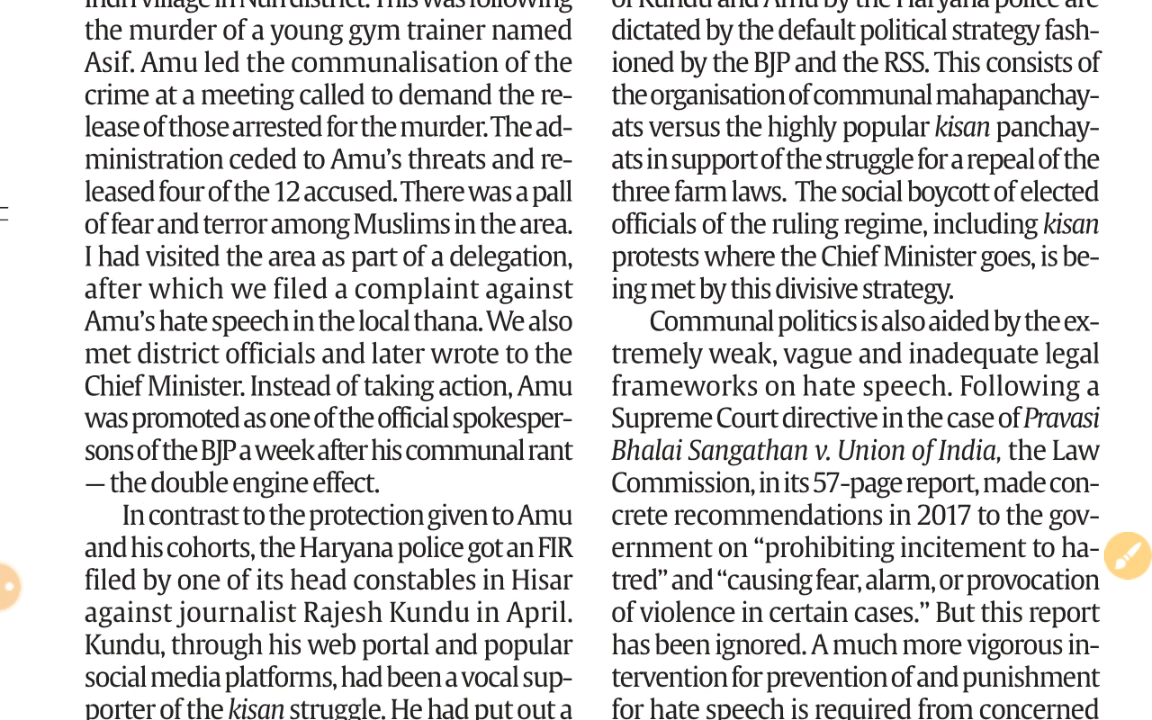 Indri village in Nuh district. This was following
the murder of a young gym trainer named
Asif. Amu led the communalisation of the
crime at a meeting called to demand the re-
lease of those arrested for the murder. The ad-
ministration ceded to Amu’s threats and re-
leased four of the 12 accused. There was a pall
of fear and terror among Muslims in the area.
I had visited the area as part of a delegation,
after which we filed a complaint against
Amu’s hate speech in the local thana. We also
met district officials and later wrote to the
Chief Minister. Instead of taking action, Amu
was promoted as one of the official spokesper-
sons of the BJP a week after his communal rant
— the double engine effect.
In contrast to the protection given to Amu
and his cohorts, the Haryana police got an FIR
filed by one of its head constables in Hisar
against journalist Rajesh Kundu in April.
Kundu, through his web portal and popular
social media platforms, had been a vocal sup-
porter of the kisan struggle. He had put out a
of Kundu and Amu by the Haryana police are
dictated by the default political strategy fash-
ioned by the BJP and the RSS. This consists of
the organisation of communal mahapanchay-
ats versus the highly popular kisan panchay-
ats in support of the struggle for a repeal of the
three farm laws. The social boycott of elected
officials of the ruling regime, including kisan
protests where the Chief Minister goes, is be-
ing met by this divisive strategy.
Communal politics is also aided by the ex-
tremely weak, vague and inadequate legal
frameworks on hate speech. Following a
Supreme Court directive in the case of Pravasi
Bhalai Sangathan v. Union of India, the Law
Commission, in its 57-page report, made con-
crete recommendations in 2017 to the gov-
ernment on “prohibiting incitement to ha-
tred” and “causing fear, alarm, or provocation
of violence in certain cases.” But this report
has been ignored. A much more vigorous in-
tervention for prevention of and punishment
for hate speech is required from concerned